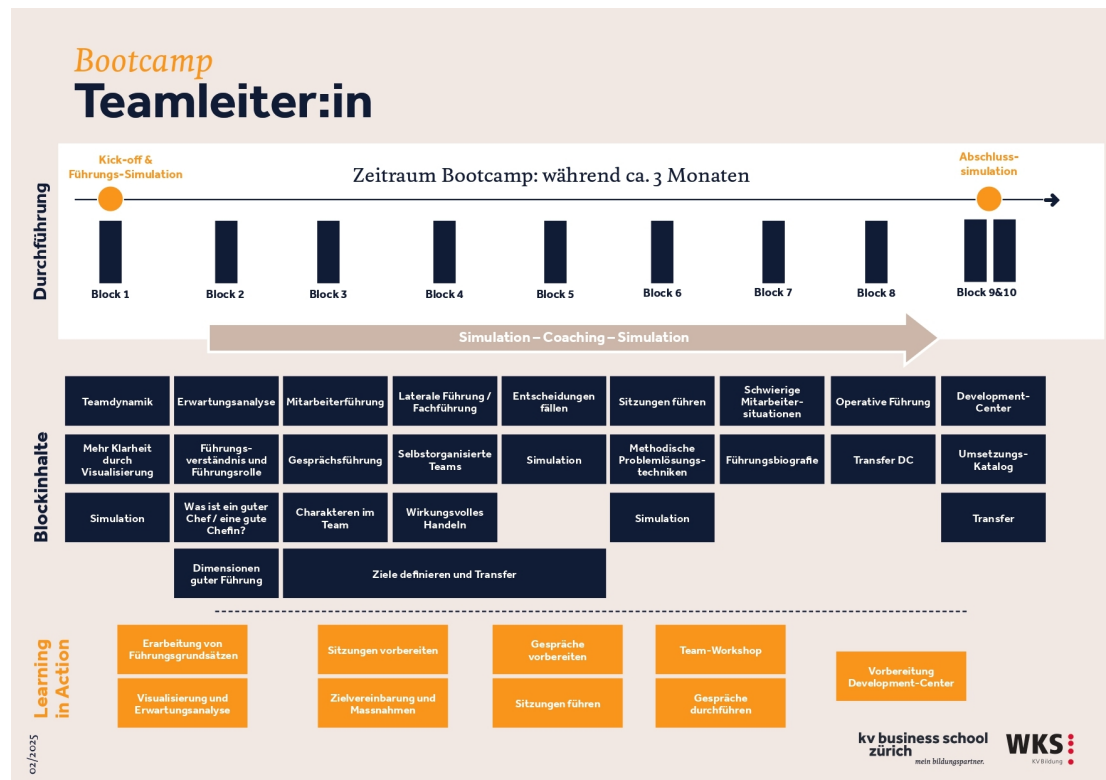 Bootcamp
Teamleiter:in
Durchführung
Kick-off &
Führungs-Simulation
Zeitraum Bootcamp: während ca. 3 Monaten
Abschluss-
simulation
Block 1
Block 2
Block 3
Block 4
Block 5
Block 6
Block 7
Block 8
Block 9&10
Simulation – Coaching – Simulation
Blockinhalte
Teamdynamik
Erwartungsanalyse
Mitarbeiterführung
Laterale Führung /
Fachführung
Entscheidungen
fällen
Sitzungen führen
Schwierige
Mitarbeiter-
situationen
Operative Führung
Development-
Center
Mehr Klarheit
durch
Visualisierung
Führungs-
verständnis und
Führungsrolle
Gesprächsführung
Selbstorganisierte
Teams
Simulation
Methodische
Problemlösungs-
techniken
Führungsbiografie
Transfer DC
Umsetzungs-
Katalog
Simulation
Was ist ein guter
Chef / eine gute
Chefin?
Charakteren im
Team
Wirkungsvolles
Handeln
Simulation
Transfer
Dimensionen
guter Führung
Ziele definieren und Transfer
Learning
in Action
Erarbeitung von
Führungsgrundsätzen
Sitzungen vorbereiten
Gespräche
vorbereiten
Team-Workshop
Vorbereitung
Development-Center
Visualisierung und
Erwartungsanalyse
Zielvereinbarung und
Massnahmen
Sitzungen führen
Gespräche
durchführen
02/2025
kv business school
zürich
mein bildungspartner.
WKS
KV Bildung